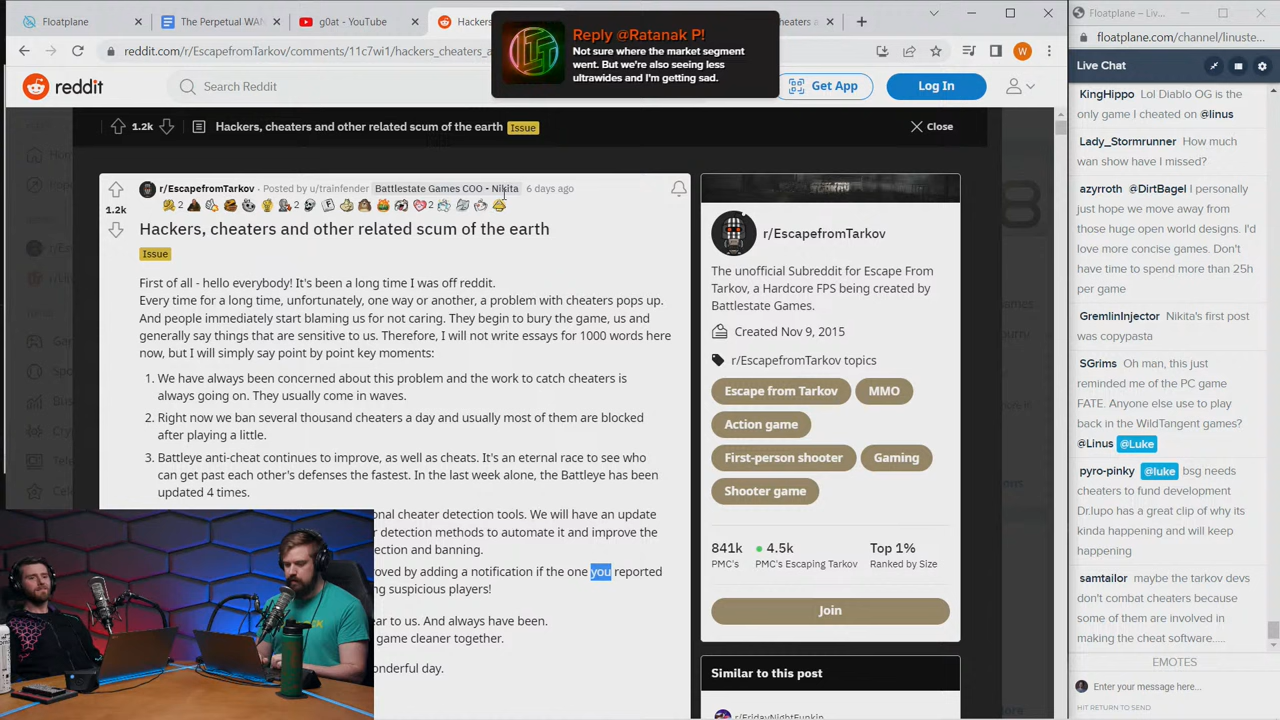 Floatplane
The Perpetual WAN
g0at - YouTube
Hackers
eaters a
Floatplane – Live
reddit.com/r/EscapefromTarkov/comments/11c7wi1/hackers_cheaters_a
W
floatplane.com/channel/linuste
Reply @Ratanak P!
Not sure where the market segment
went. But we're also seeing less
ultrawides and I'm getting sad.
reddit
Search Reddit
Get App
Log In
Live Chat
1.2k
Hackers, cheaters and other related scum of the earth
Issue
Close
r/EscapefromTarkov · Posted by u/trainfender Battlestate Games COO - Nikita 6 days ago
2
2
2
1.2k
Hackers, cheaters and other related scum of the earth
Issue
First of all - hello everybody! It's been a long time I was off reddit.
Every time for a long time, unfortunately, one way or another, a problem with cheaters pops up.
And people immediately start blaming us for not caring. They begin to bury the game, us and
generally say things that are sensitive to us. Therefore, I will not write essays for 1000 words here
now, but I will simply say point by point key moments:
1. We have always been concerned about this problem and the work to catch cheaters is
always going on. They usually come in waves.
2. Right now we ban several thousand cheaters a day and usually most of them are blocked
after playing a little.
3. Battleye anti-cheat continues to improve, as well as cheats. It's an eternal race to see who
can get past each other's defenses the fastest. In the last week alone, the Battleye has been
updated 4 times.
onal cheater detection tools. We will have an update
r detection methods to automate it and improve the
ection and banning.
oved by adding a notification if the one you reported
ng suspicious players!
ear to us. And always have been.
game cleaner together.
onderful day.
r/EscapefromTarkov
The unofficial Subreddit for Escape From
Tarkov, a Hardcore FPS being created by
Battlestate Games.
Created Nov 9, 2015
r/EscapefromTarkov topics
Escape from Tarkov
MMO
Action game
First-person shooter
Gaming
Shooter game
841k
4.5k
Top 1%
PMC's
PMC's Escaping Tarkov
Ranked by Size
Join
Similar to this post
r/FridayNightFunkin
KingHippo Lol Diablo OG is the
only game I cheated on @linus
Lady_Stormrunner How much
wan show have I missed?
azyrroth @DirtBagel I personally
just hope we move away from
those huge open world designs. I'd
love more concise games. Don't
have time to spend more than 25h
per game
GremlinInjector Nikita's first post
was copypasta
SGrims Oh man, this just
reminded me of the PC game
FATE. Anyone else use to play
back in the WildTangent games?
@Linus @Luke
pyro-pinky @luke bsg needs
cheaters to fund development
Dr.lupo has a great clip of why its
kinda happening and will keep
happening
samtailor maybe the tarkov devs
don't combat cheaters because
some of them are involved in
making the cheat software.....
EMOTES
Enter your message here...
HIT RETURN TO SEND